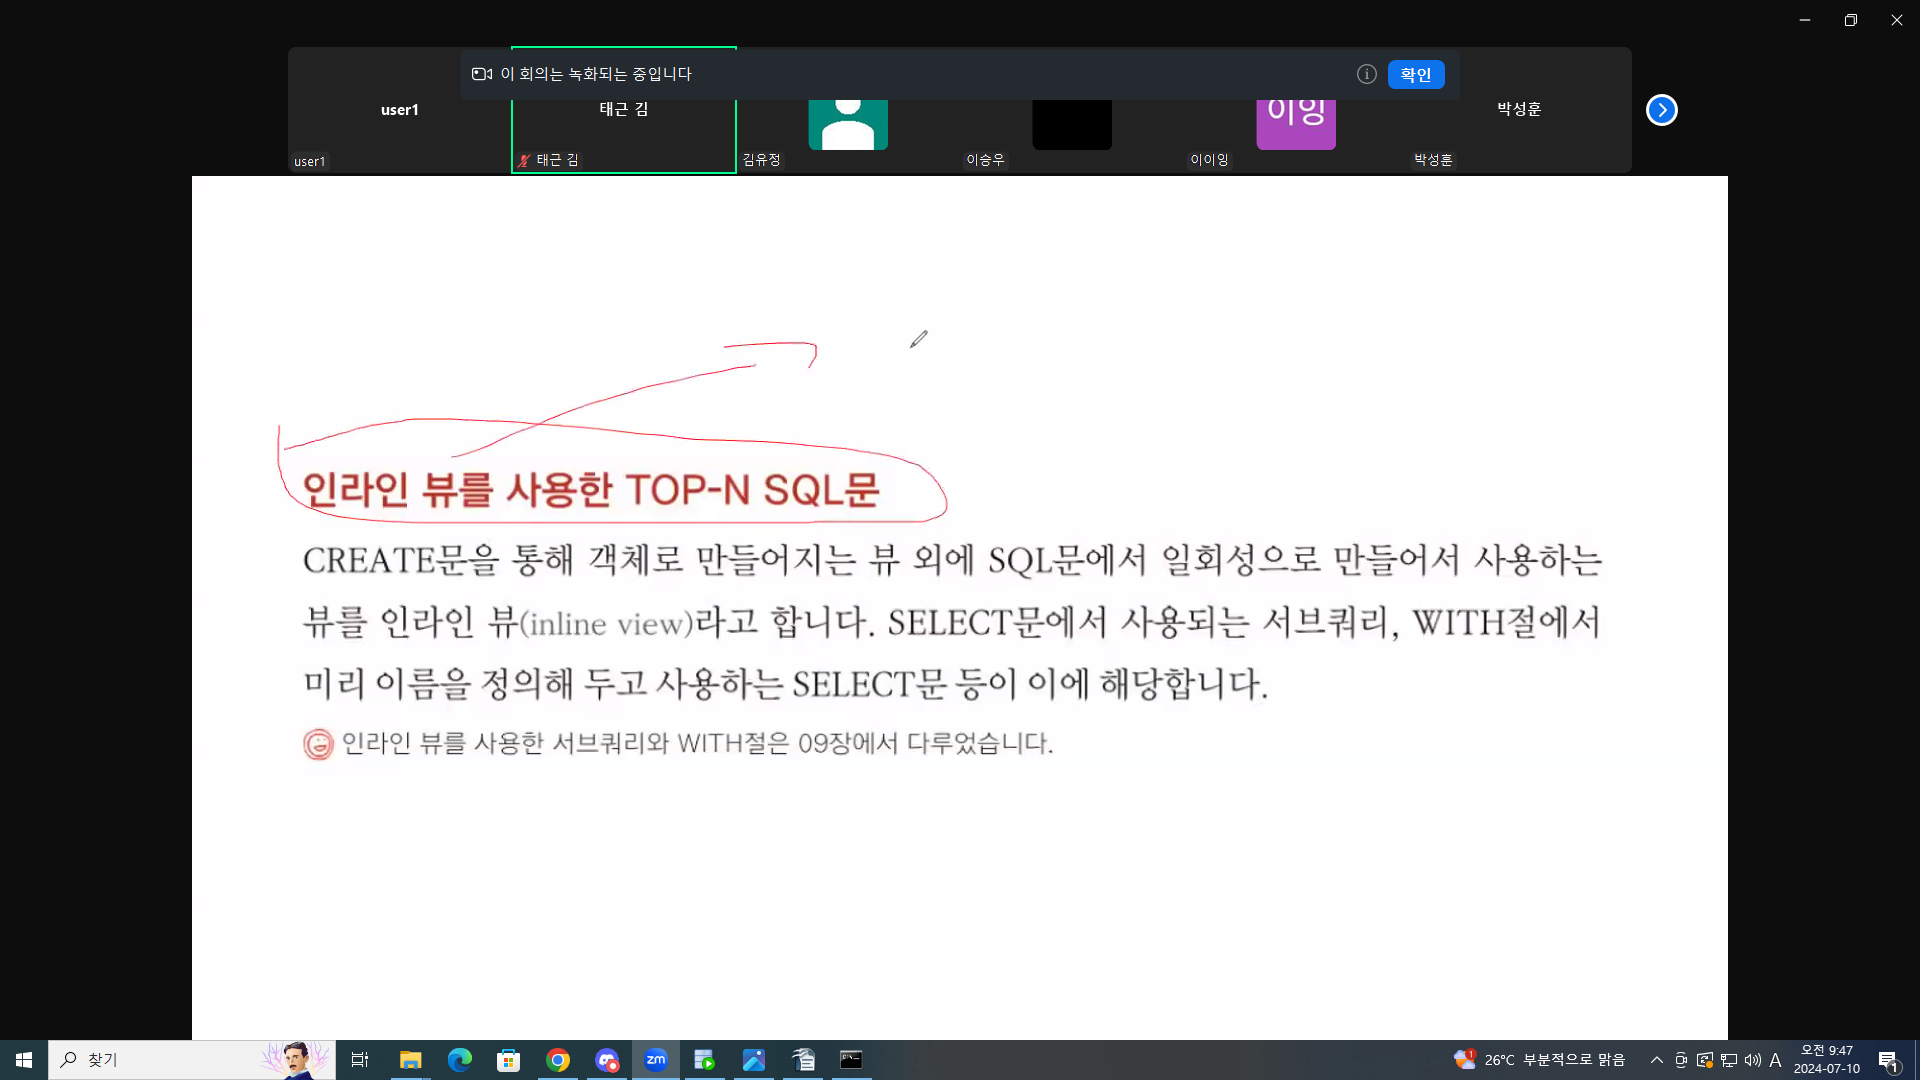 이 회의는 녹화되는 중입니다
확인
user1
태근 김
이잉
박성훈
user1
태근 김
김유정
이승우
이이잉
박성훈
인라인 뷰를 사용한 TOP-N SQL문
CREATE문을 통해 객체로 만들어지는 뷰 외에 SQL문에서 일회성으로 만들어서 사용하는
뷰를 인라인 뷰(inline view)라고 합니다. SELECT문에서 사용되는 서브쿼리, WITH절에서
미리 이름을 정의해 두고 사용하는 SELECT문 등이 이에 해당합니다.
인라인 뷰를 사용한 서브쿼리와 WITH절은 09장에서 다루었습니다.
찾기
zm
1
26°C 부분적으로 맑음
A
오전 9:47
2024-07-10
1